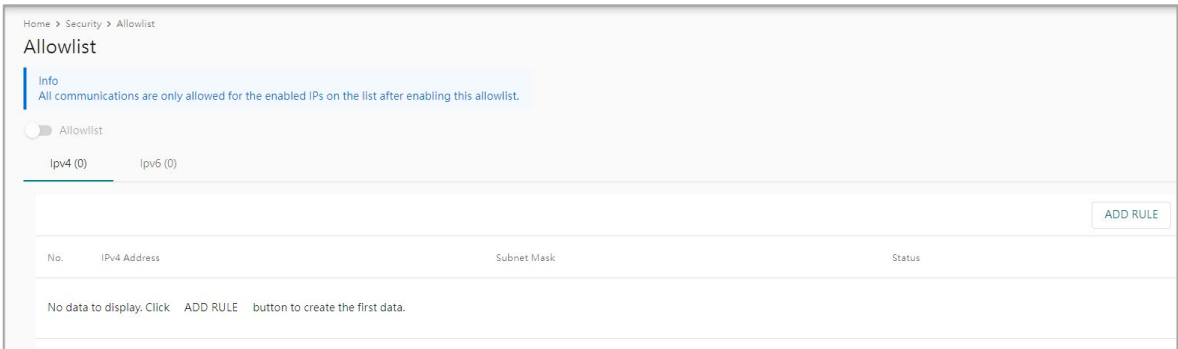 Home > Security > Allowlist
Allowlist
Info
All communications are only allowed for the enabled IPs on the list after enabling this allowlist.
Allowlist
Ipv4 (0) Ipv6 (0)
ADD RULE
No. IPv4 Address Subnet Mask Status
No data to display. Click ADD RULE button to create the first data.